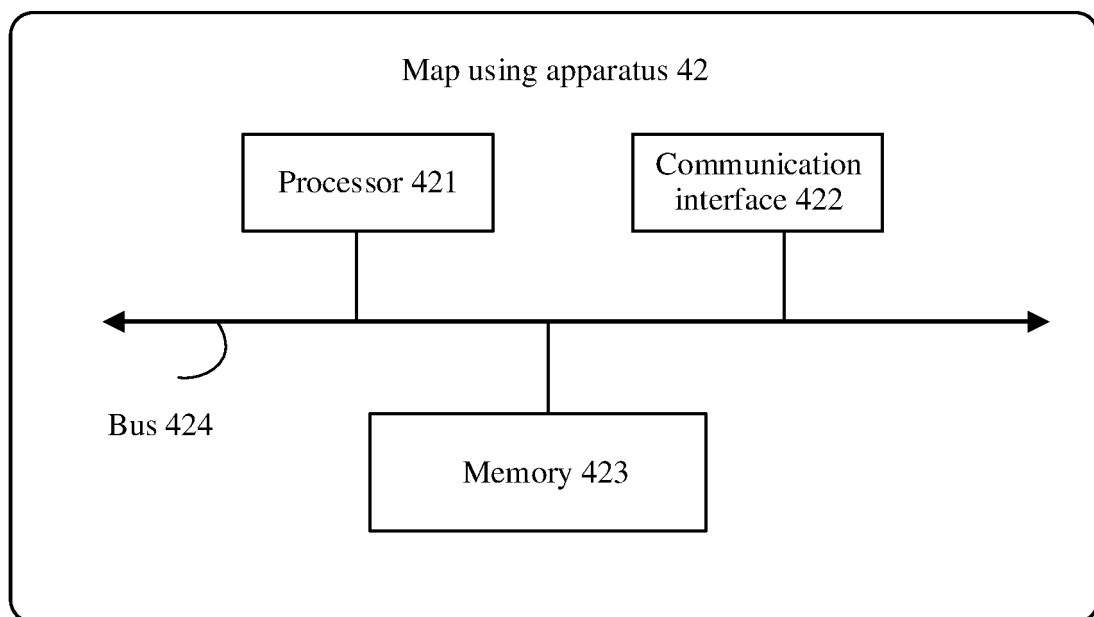 Map using apparatus 42
Processor 421
Communication
interface 422
Bus 424
Memory 423